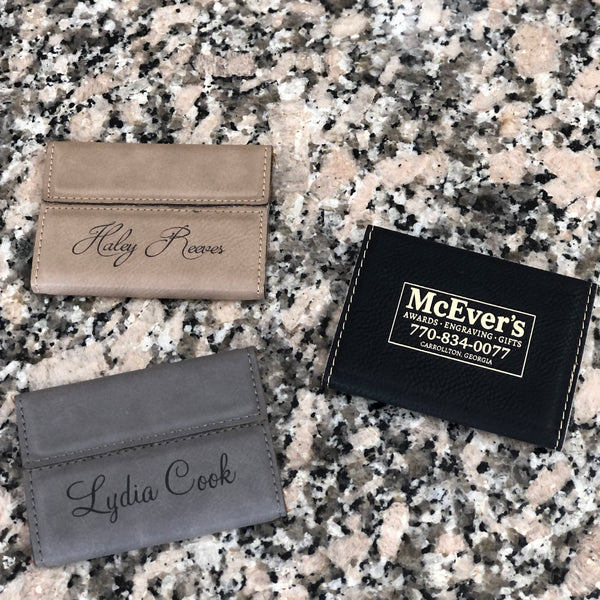 Haley Reeves
McEver's
AWARDS · ENGRAVING · GIFTS
770-834-0077
CARROLLTON, GEORGIA
Lydia Cook